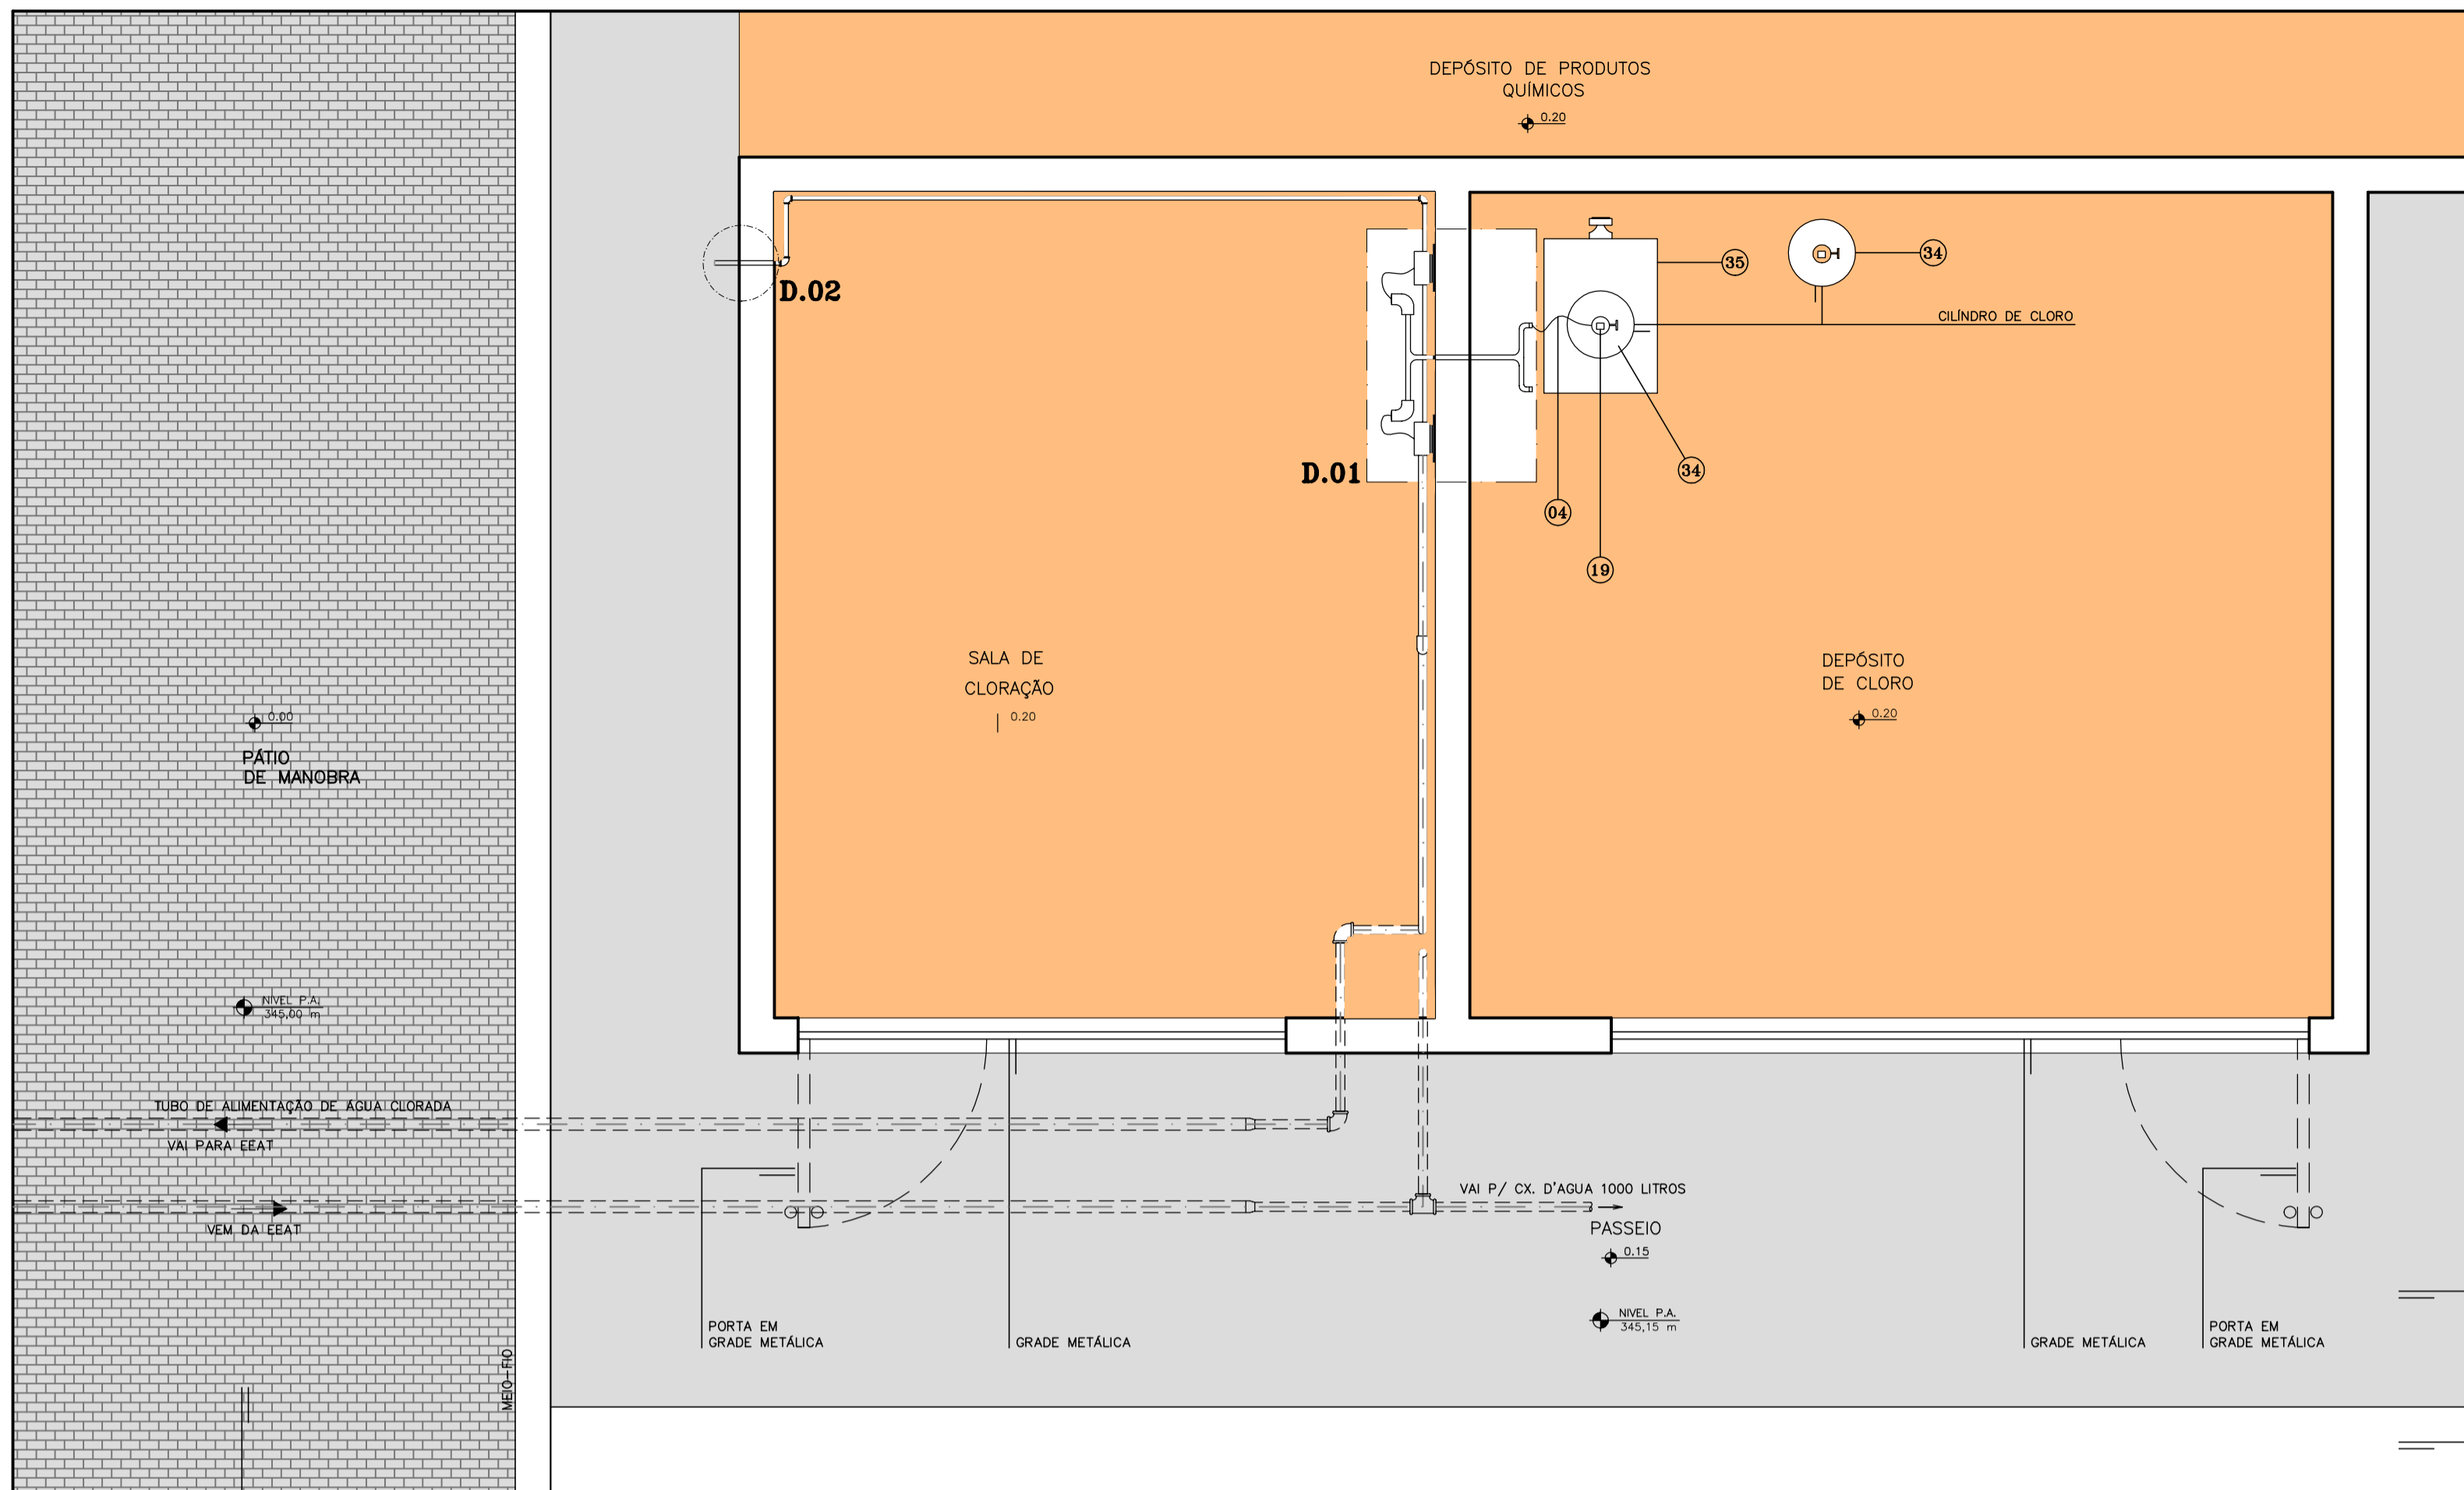 DEPÓSITO DE PRODUTOS
QUÍMICOS
0.20
D.02
35
34
CILÍNDRO DE CLORO
D.01
34
04
19
SALA DE
CLORAÇÃO
0.20
DEPÓSITO
DE CLORO
0.20
0.00
PÁTIO
DE MANOBRA
NIVEL P.A.
345,00 m
TUBO DE ALIMENTAÇÃO DE ÁGUA CLORADA
VAI PARA EEAT
VEM DA EEAT
VAI P/ CX. D'AGUA 1000 LITROS
PASSEIO
0.15
NIVEL P.A.
345,15 m
PORTA EM
GRADE METÁLICA
GRADE METÁLICA
GRADE METÁLICA
PORTA EM
GRADE METÁLICA
MEIO-FIO